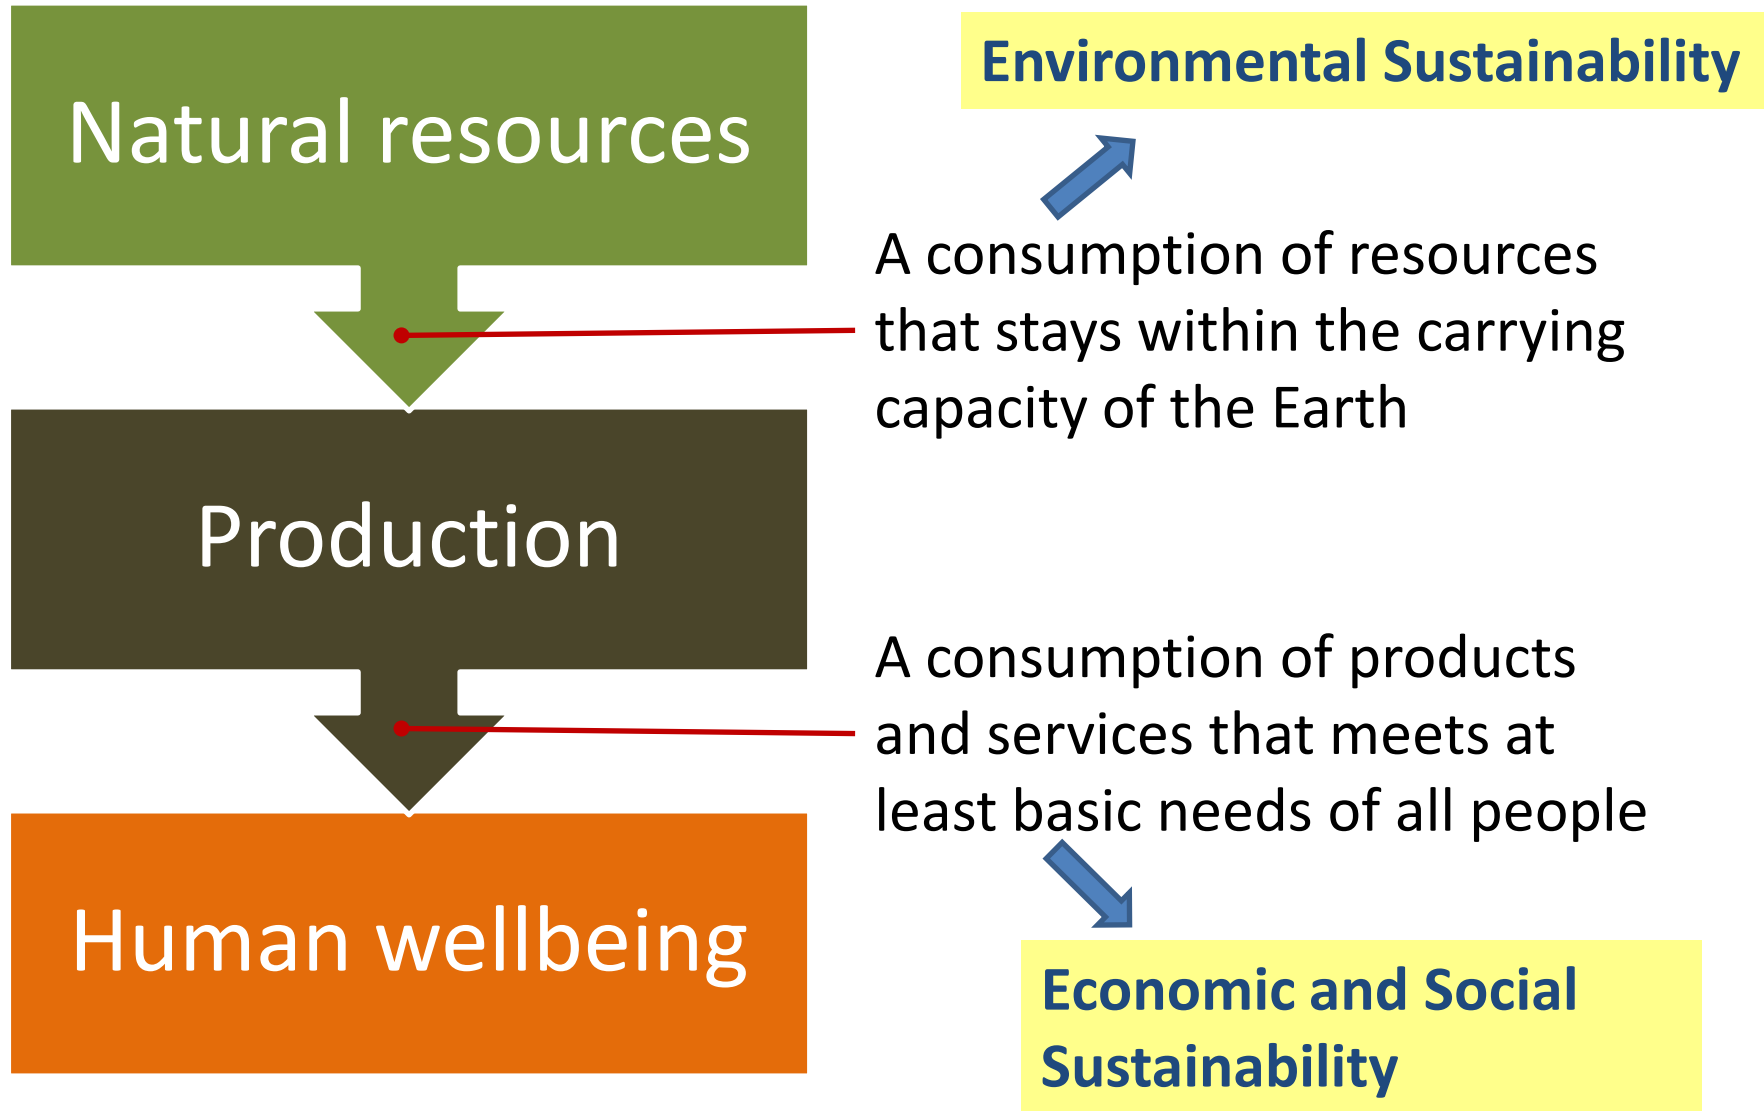 Natural resources
Environmental Sustainability
A consumption of resources
that stays within the carrying
capacity of the Earth
Production
A consumption of products
and services that meets at
least basic needs of all people
Human wellbeing
Economic and Social
Sustainability